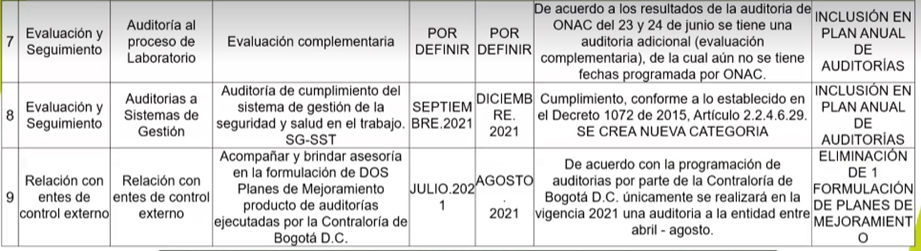 7
Evaluación y
Seguimiento
Auditoría al
proceso de
Laboratorio
Evaluación complementaria
POR
DEFINIR
POR
DEFINIR
De acuerdo a los resultados de la auditoria de
ONAC del 23 y 24 de junio se tiene una
auditoria adicional (evaluación
complementaria), de la cual aún no se tiene
fechas programada por ONAC.
INCLUSIÓN EN
PLAN ANUAL
DE
AUDITORÍAS
8
Evaluación y
Seguimiento
Auditorias a
Sistemas de
Gestión
Auditoría de cumplimiento del
sistema de gestión de la
seguridad y salud en el trabajo.
SG-SST
SEPTIEM
BRE.2021
DICIEMB
RE.
2021
Cumplimiento, conforme a lo establecido en
el Decreto 1072 de 2015, Artículo 2.2.4.6.29.
SE CREA NUEVA CATEGORIA
INCLUSIÓN EN
PLAN ANUAL
DE
AUDITORÍAS
9
Relación con
entes de
control externo
Relación con
entes de control
externo
Acompañar y brindar asesoría
en la formulación de DOS
Planes de Mejoramiento
producto de auditorías
ejecutadas por la Contraloría de
Bogotá D.C.
JULIO.202
1
AGOSTO
.
2021
De acuerdo con la programación de
auditorias por parte de la Contraloría de
Bogotá D.C. únicamente se realizará en la
vigencia 2021 una auditoria a la entidad entre
abril - agosto.
ELIMINACIÓN
DE 1
FORMULACIÓN
DE PLANES DE
MEJORAMIENT
O